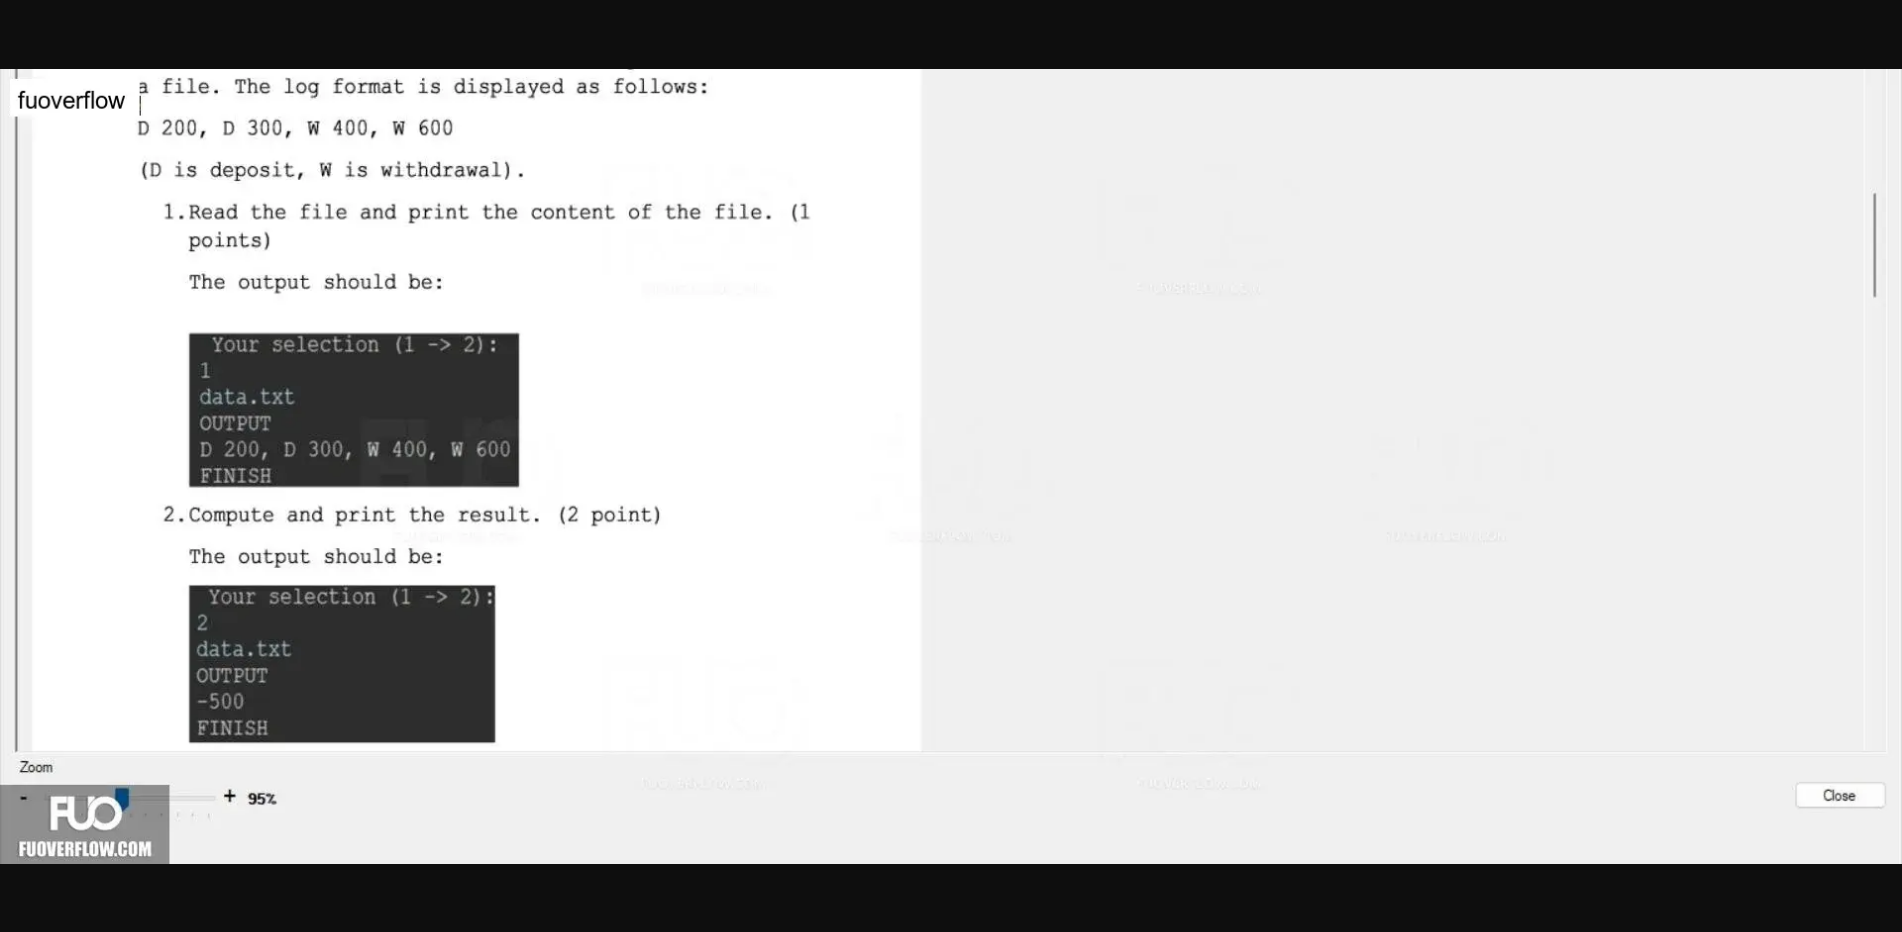 a file. The log format is displayed as follows:
fuoverflow
D 200, D 300, W 400, W 600
(D is deposit, W is withdrawal).
1.Read the file and print the content of the file. (1
points)
The output should be:
Your selection (1 -> 2):
1
data.txt
OUTPUT
D 200, D 300, W 400, W 600
FINISH
2.Compute and print the result. (2 point)
The output should be:
Your selection (1 -> 2):
2
data.txt
OUTPUT
-500
FINISH
Zoom
- + 95%
Close
FUO
FUOVERFLOW.COM